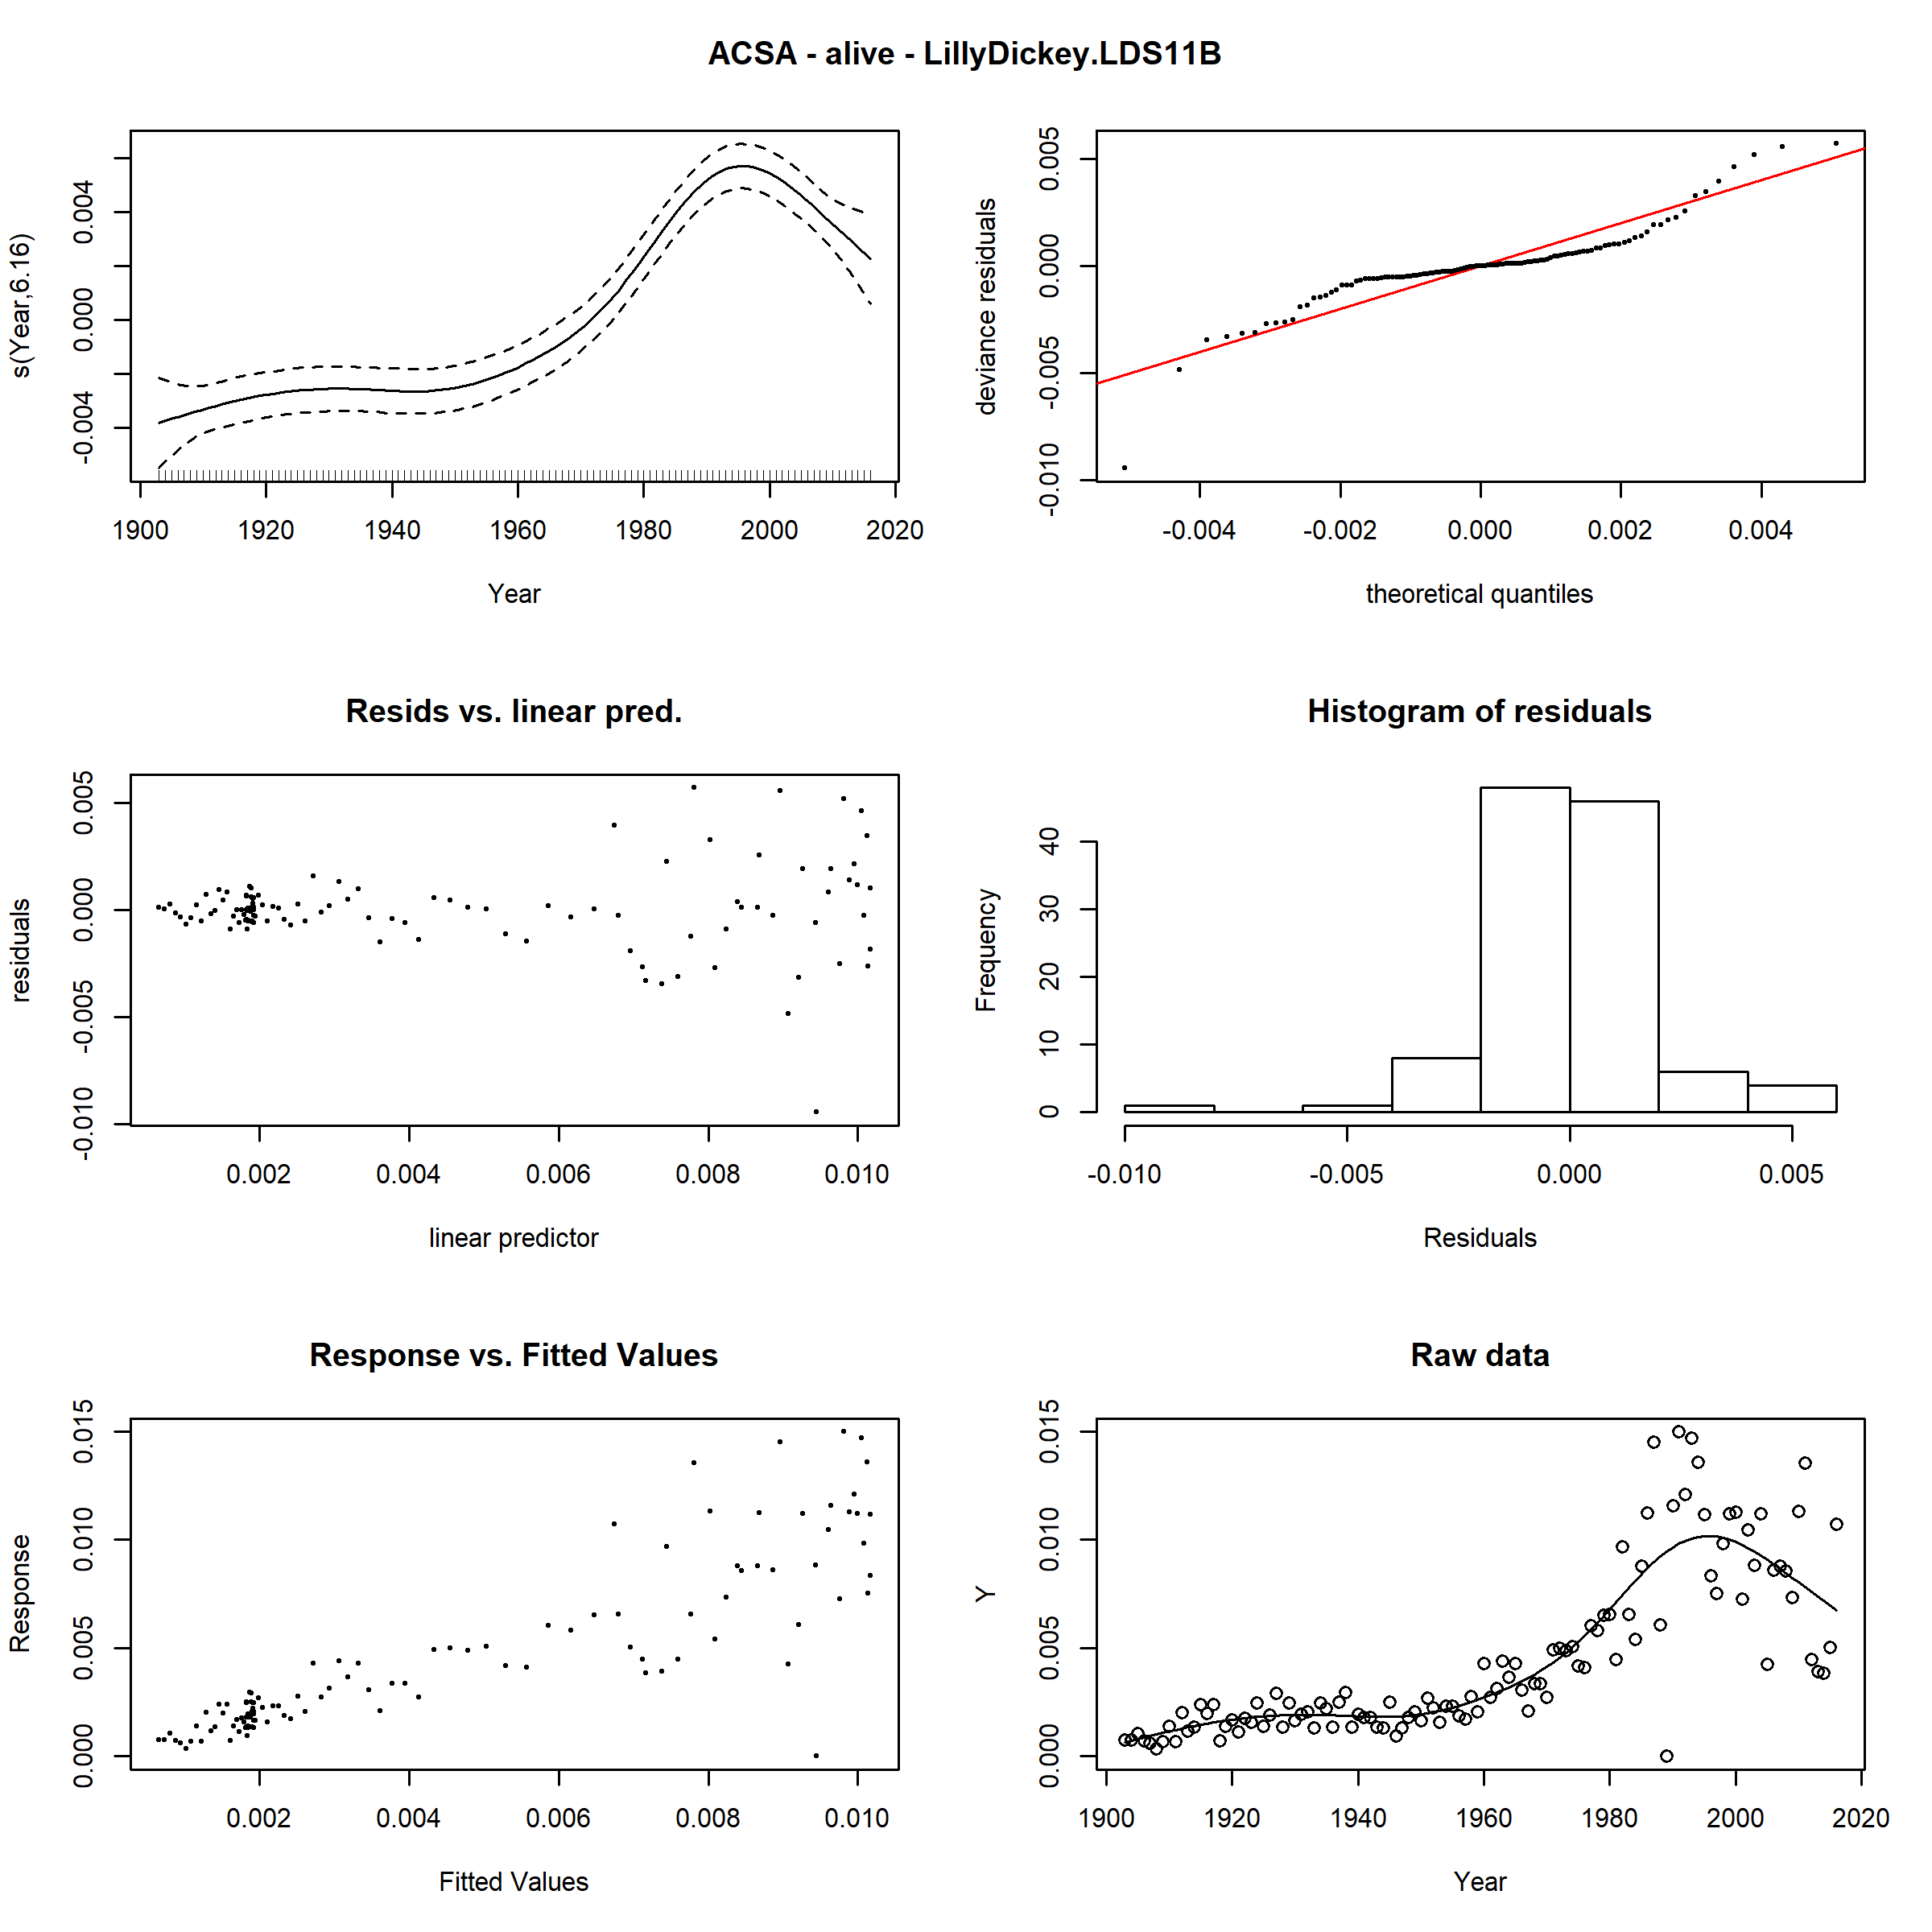 ACSA - alive - LillyDickey.LDS11B
s(Year,6.16)
-0.004 0.000 0.004
1900 1920 1940 1960 1980 2000 2020
Year
deviance residuals
-0.010 -0.005 0.000 0.005
-0.004 -0.002 0.000 0.002 0.004
theoretical quantiles
Resids vs. linear pred.
residuals
-0.010 -0.005 0.000 0.005
0.002 0.004 0.006 0.008 0.010
linear predictor
Histogram of residuals
Frequency
0 10 20 30 40
-0.010 -0.005 0.000 0.005
Residuals
Response vs. Fitted Values
Response
0.000 0.005 0.010 0.015
0.002 0.004 0.006 0.008 0.010
Fitted Values
Raw data
Y
0.000 0.005 0.010 0.015
1900 1920 1940 1960 1980 2000 2020
Year